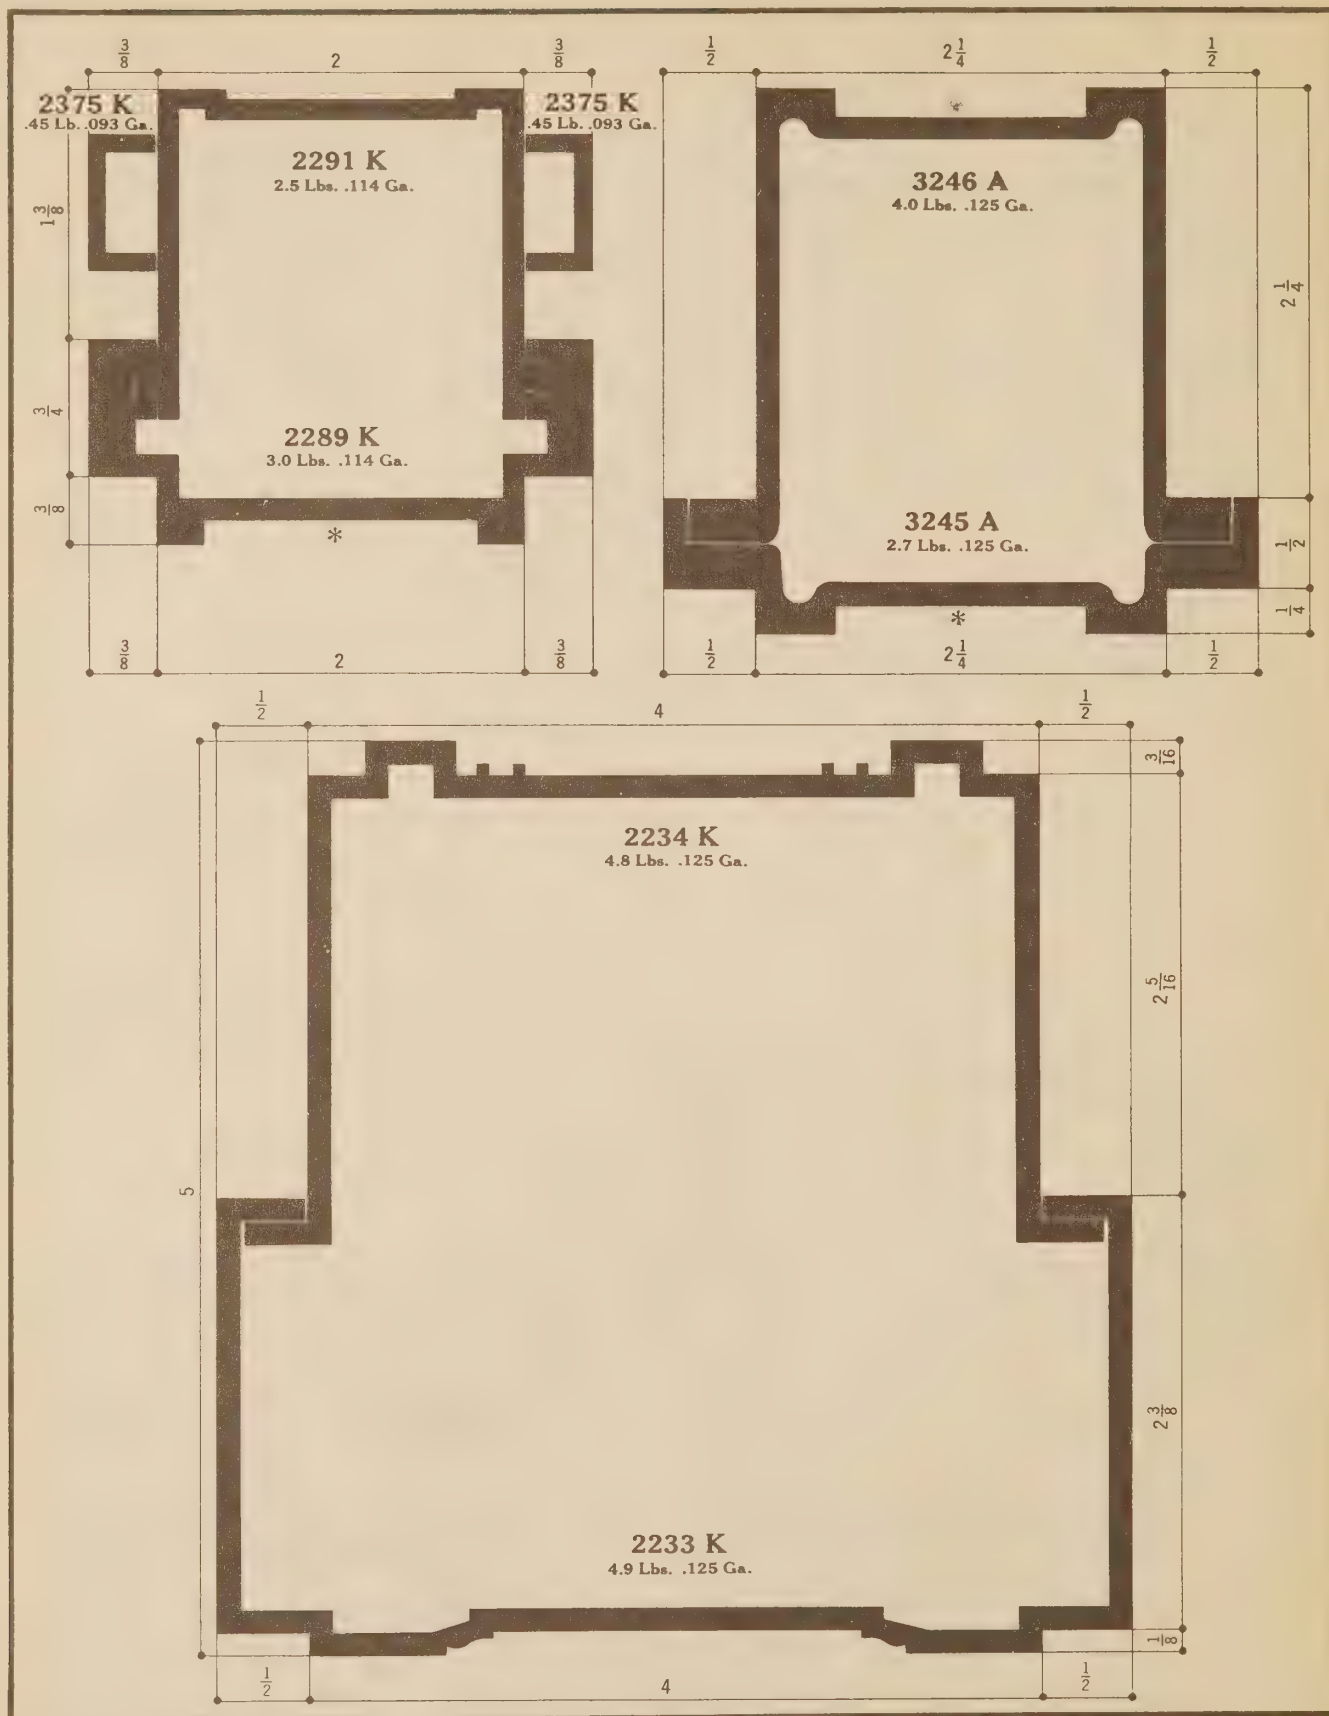 3/8 2 3/8
2375 K
.45 Lb. .093 Ga.
2375 K
.45 Lb. .093 Ga.
2291 K
2.5 Lbs. .114 Ga.
1 3/8
3/4
3/8
2289 K
3.0 Lbs. .114 Ga.
*
3/8 2 3/8
1/2 2 1/4 1/2
*
3246 A
4.0 Lbs. .125 Ga.
2 1/4
3245 A
2.7 Lbs. .125 Ga.
1/2
1/4
*
1/2 2 1/4 1/2
1/2 4 1/2
3/16
2234 K
4.8 Lbs. .125 Ga.
2 5/16
5
2 3/8
2233 K
4.9 Lbs. .125 Ga.
1/8
1/2 4 1/2